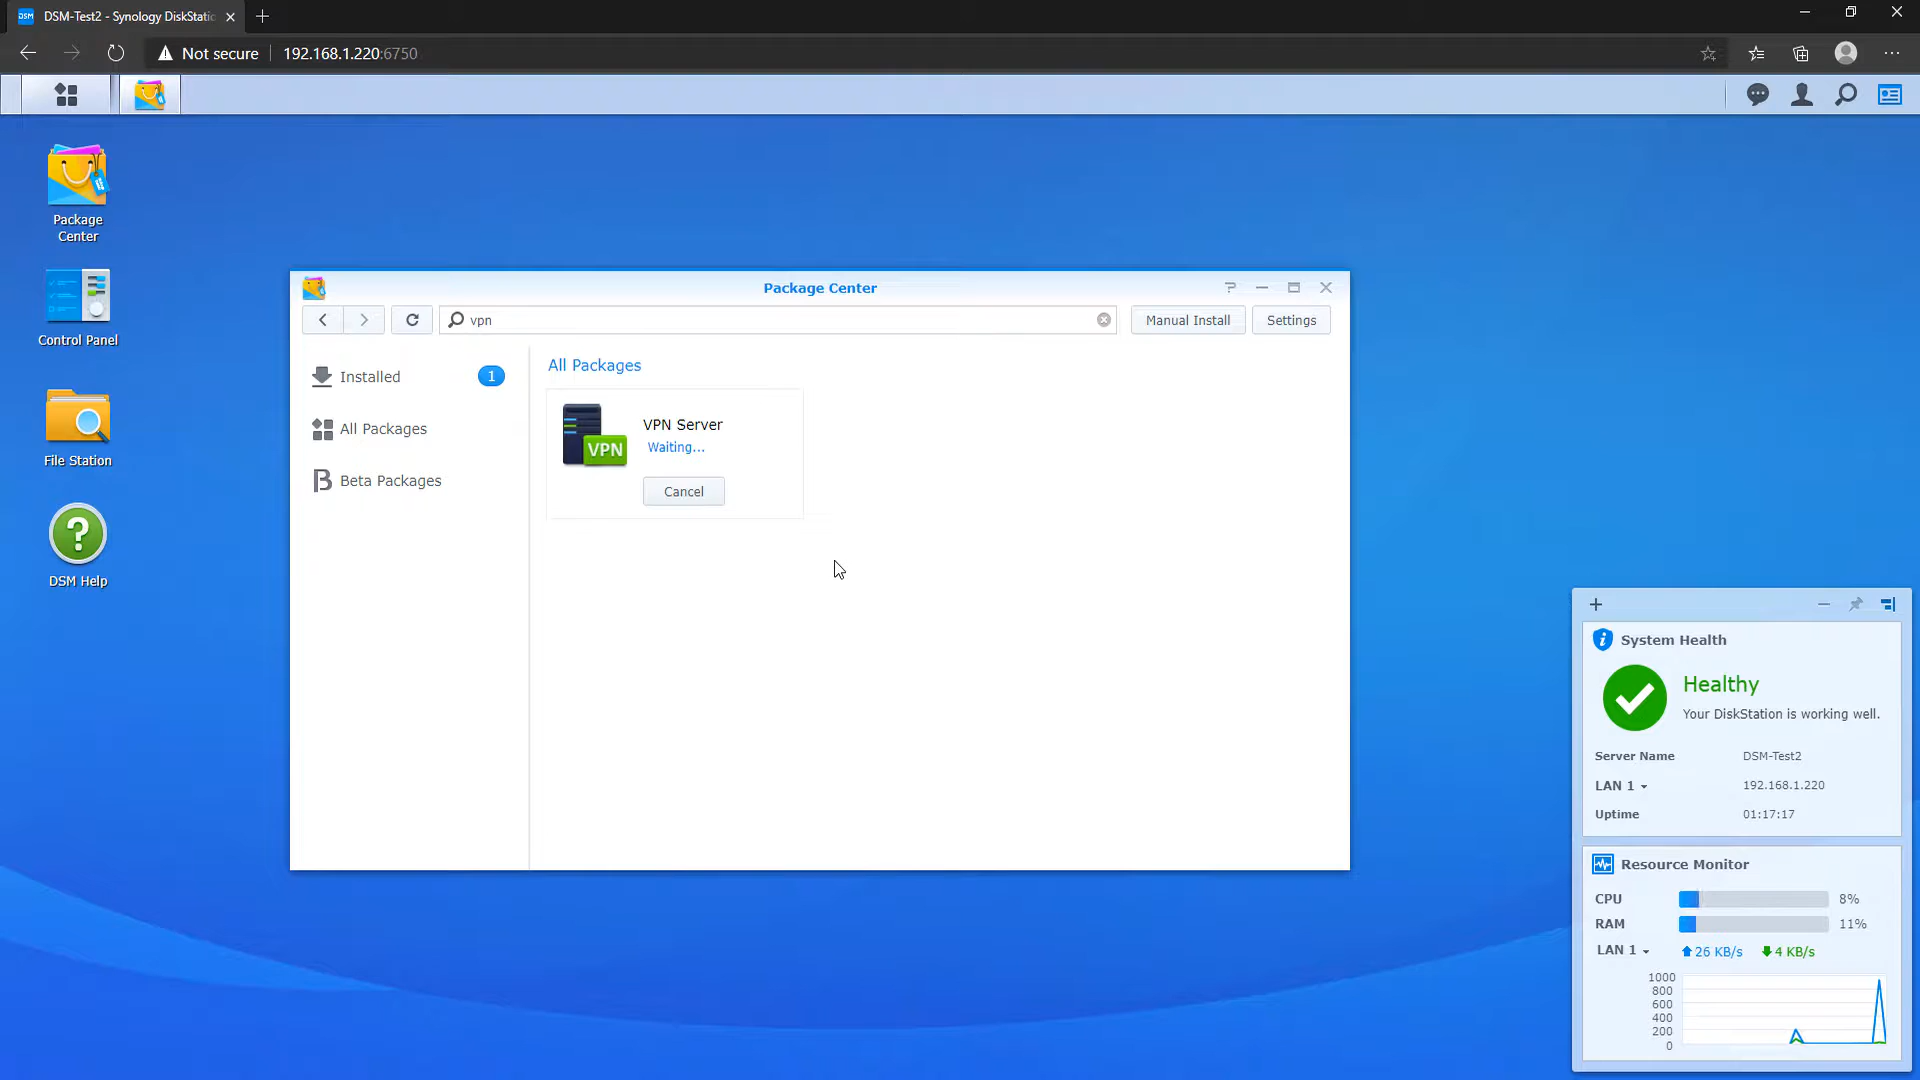 DSM
DSM-Test2 - Synology DiskStatio
Not secure
192.168.1.220:6750
Package
Center
Control Panel
File Station
DSM Help
Package Center
vpn
Manual Install
Settings
Installed
1
All Packages
Beta Packages
All Packages
VPN
VPN Server
Waiting...
Cancel
System Health
Healthy
Your DiskStation is working well.
Server Name DSM-Test2
LAN 1 192.168.1.220
Uptime 01:17:17
Resource Monitor
CPU 8%
RAM 11%
LAN 1 26 KB/s 4 KB/s
1000
800
600
400
200
0